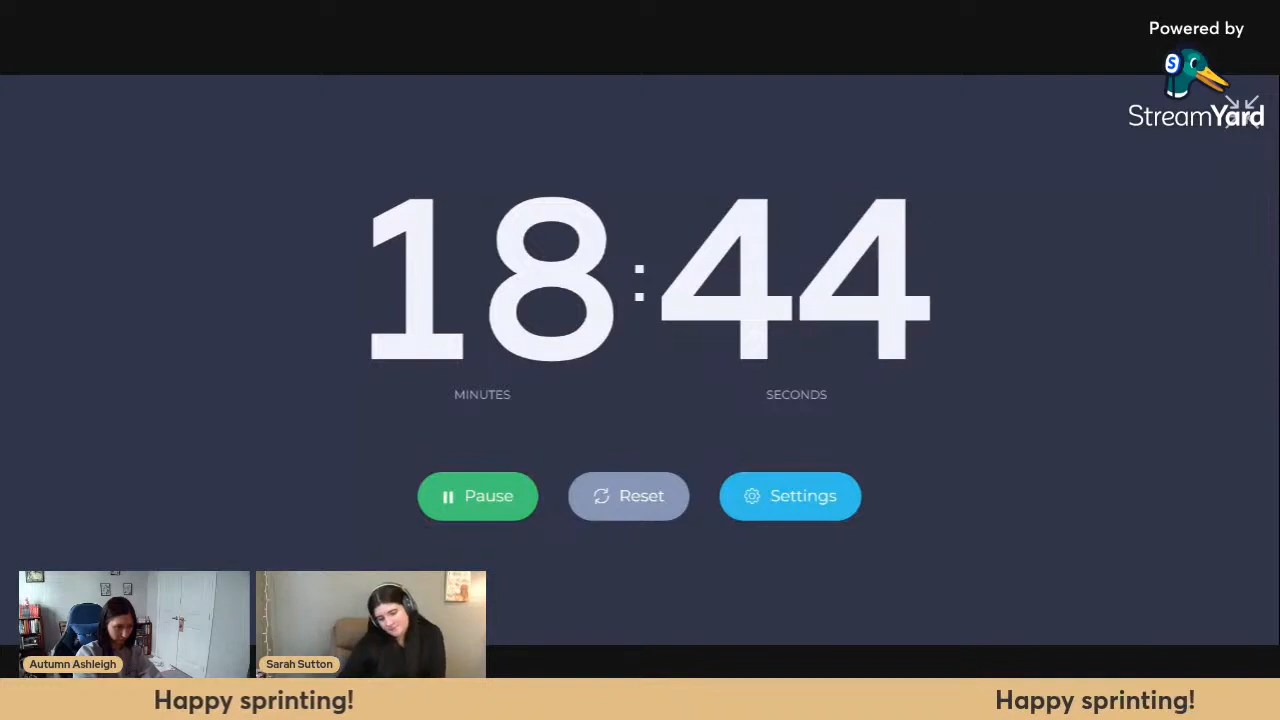 Powered by
S
StreamYard
18:44
MINUTES
SECONDS
Pause
Reset
Settings
Autumn Ashleigh
Sarah Sutton
Happy sprinting!
Happy sprinting!